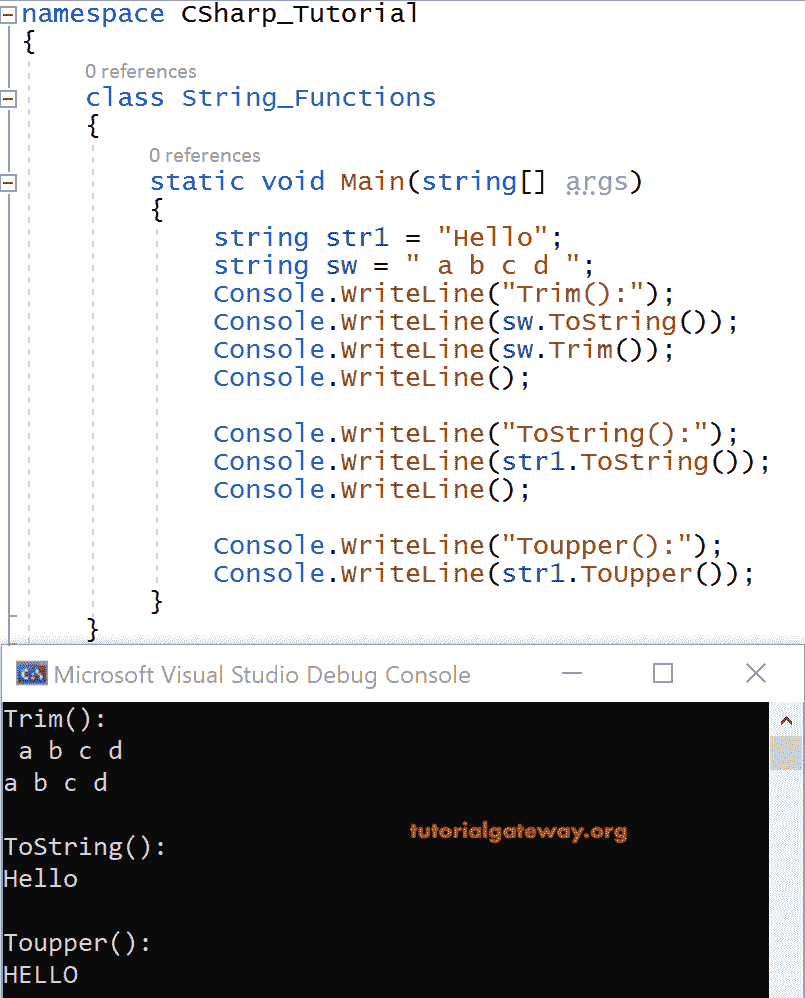 namespace CSharp_Tutorial
{
0 references
class String_Functions
{
0 references
static void Main(string[] args)
{
string str1 = "Hello";
string sw = " a b c d ";
Console.WriteLine("Trim():");
Console.WriteLine(sw.ToString());
Console.WriteLine(sw.Trim());
Console.WriteLine();
Console.WriteLine("ToString():");
Console.WriteLine(str1.ToString());
Console.WriteLine();
Console.WriteLine("Toupper():");
Console.WriteLine(str1.ToUpper());
}
}
Microsoft Visual Studio Debug Console
Trim():
 a b c d
a b c d
tutorialgateway.org
ToString():
Hello
Toupper():
HELLO